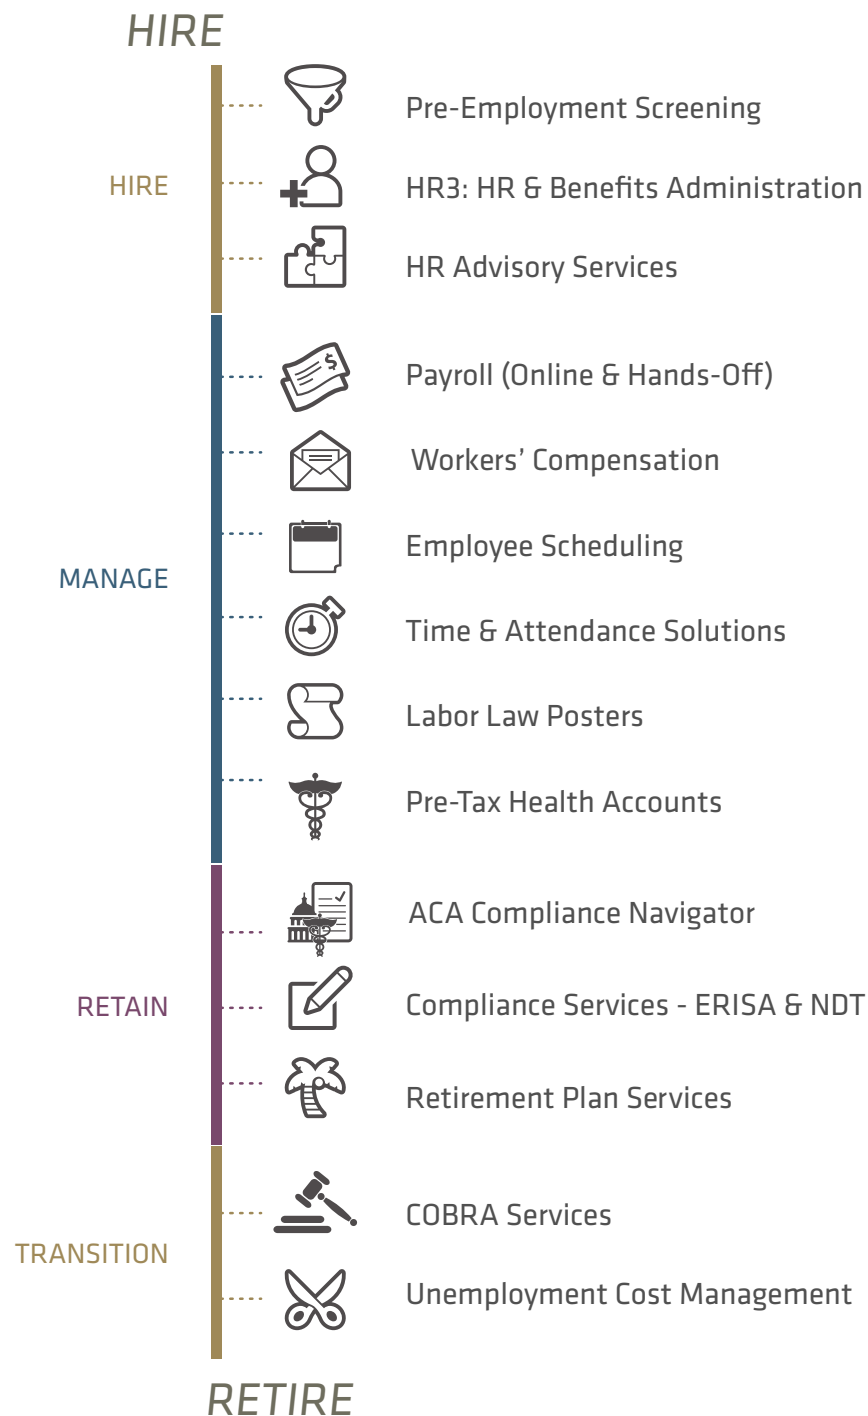 HIRE
HIRE
Pre-Employment Screening
HR3: HR & Benefits Administration
HR Advisory Services
MANAGE
Payroll (Online & Hands-Off)
$
Workers’ Compensation
Employee Scheduling
Time & Attendance Solutions
Labor Law Posters
Pre-Tax Health Accounts
RETAIN
ACA Compliance Navigator
Compliance Services - ERISA & NDT
Retirement Plan Services
TRANSITION
COBRA Services
Unemployment Cost Management
RETIRE